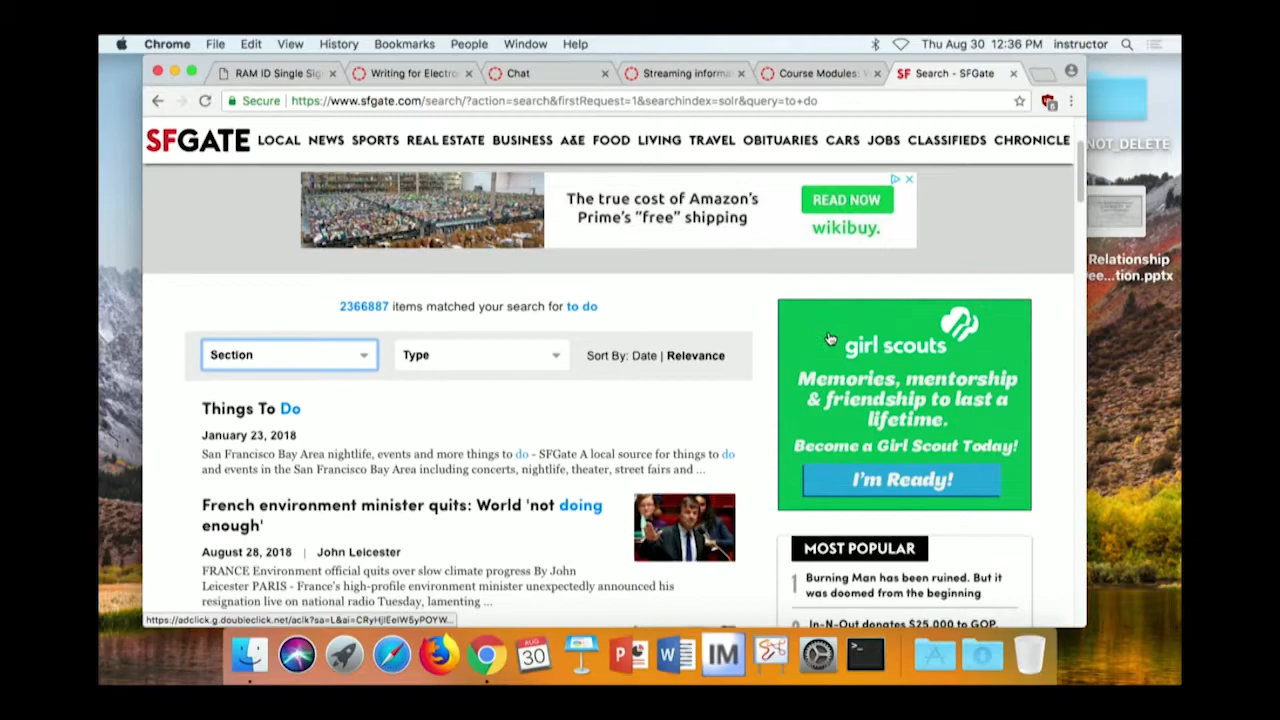 Chrome File Edit View History Bookmarks People Window Help Thu Aug 30 12:36 PM instructor
RAM ID Single Sig Writing for Electro Chat Streaming informa Course Modules: W SF Search - SFGate
Secure https://www.sfgate.com/search/?action=search&firstRequest=1&searchindex=solr&query=to+do
SFGATE LOCAL NEWS SPORTS REAL ESTATE BUSINESS A&E FOOD LIVING TRAVEL OBITUARIES CARS JOBS CLASSIFIEDS CHRONICLE
NOT_DELETE
The true cost of Amazon's
Prime's "free" shipping
READ NOW
wikibuy.
Relationship
ee...tion.pptx
2366887 items matched your search for to do
Section Type Sort By: Date | Relevance
Things To Do
January 23, 2018
San Francisco Bay Area nightlife, events and more things to do - SFGate A local source for things to do
and events in the San Francisco Bay Area including concerts, nightlife, theater, street fairs and ...
French environment minister quits: World 'not doing
enough'
August 28, 2018 | John Leicester
FRANCE Environment official quits over slow climate progress By John
Leicester PARIS - France's high-profile environment minister unexpectedly announced his
resignation live on national radio Tuesday, lamenting ...
girl scouts
Memories, mentorship
& friendship to last a
lifetime.
Become a Girl Scout Today!
I'm Ready!
MOST POPULAR
1 Burning Man has been ruined. But it
was doomed from the beginning
In-N-Out donates $25,000 to GOP,
https://adclick.g.doubleclick.net/aclk?sa=L&ai=CRyHjIEelW5yPOYW...
AUG
30
P
W
IM